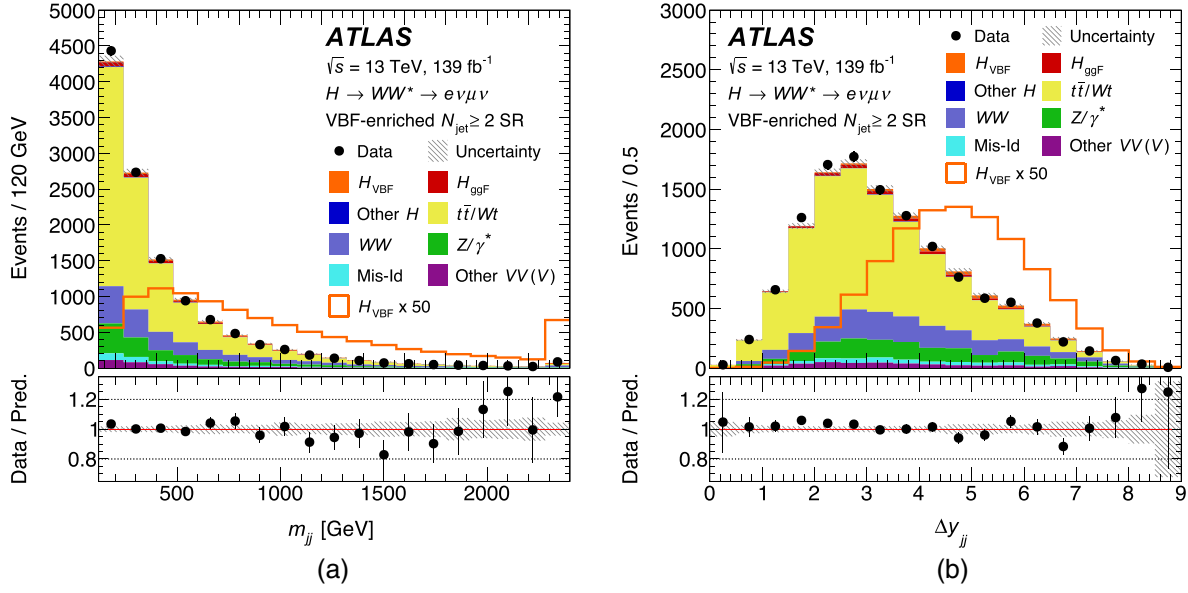 ATLAS
√s = 13 TeV, 139 fb⁻¹
H → WW* → eνμν
VBF-enriched N_jet ≥ 2 SR
Data Uncertainty
H_VBF H_ggF
Other H tt̄/Wt
WW Z/γ*
Mis-Id Other VV(V)
H_VBF x 50
Events / 120 GeV
4500
4000
3500
3000
2500
2000
1500
1000
500
0
Data / Pred.
1.2
1
0.8
500 1000 1500 2000
m_jj [GeV]
(a)
ATLAS
√s = 13 TeV, 139 fb⁻¹
H → WW* → eνμν
VBF-enriched N_jet ≥ 2 SR
Data Uncertainty
H_VBF H_ggF
Other H tt̄/Wt
WW Z/γ*
Mis-Id Other VV(V)
H_VBF x 50
Events / 0.5
3000
2500
2000
1500
1000
500
0
Data / Pred.
1.2
1
0.8
0 1 2 3 4 5 6 7 8 9
Δy_jj
(b)